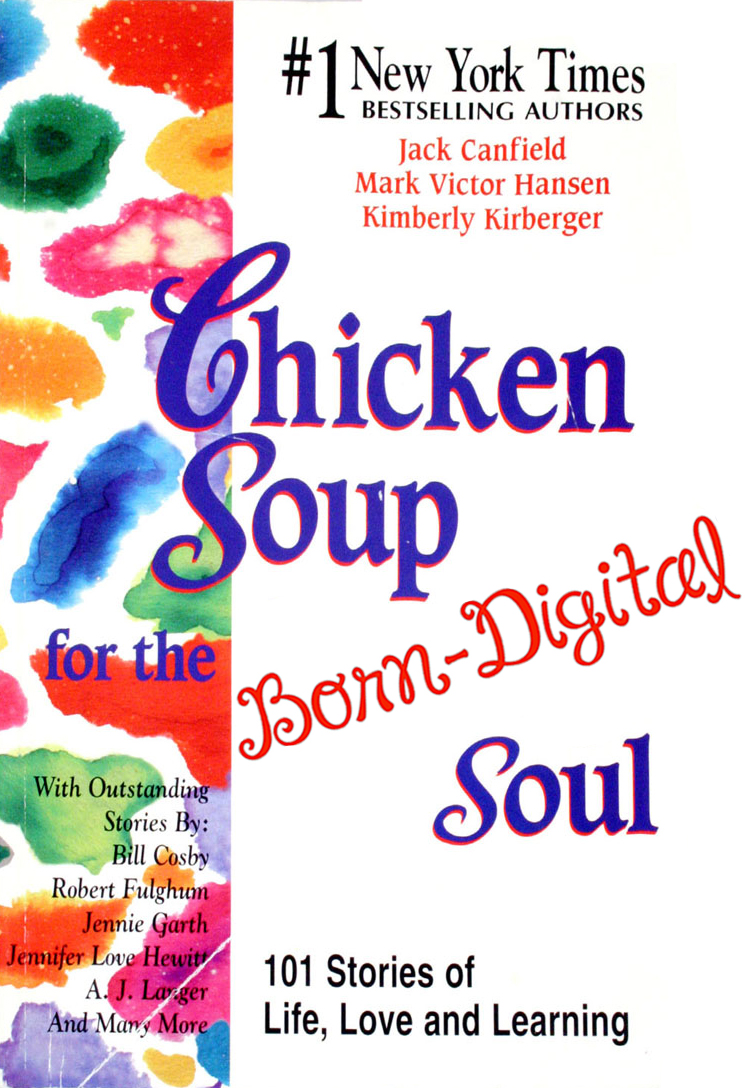 #1 New York Times
BESTSELLING AUTHORS
Jack Canfield
Mark Victor Hansen
Kimberly Kirberger
Chicken
Soup
for the
Born-Digital
Soul
With Outstanding
Stories By:
Bill Cosby
Robert Fulghum
Jennie Garth
Jennifer Love Hewitt
A. J. Langer
And Many More
101 Stories of
Life, Love and Learning